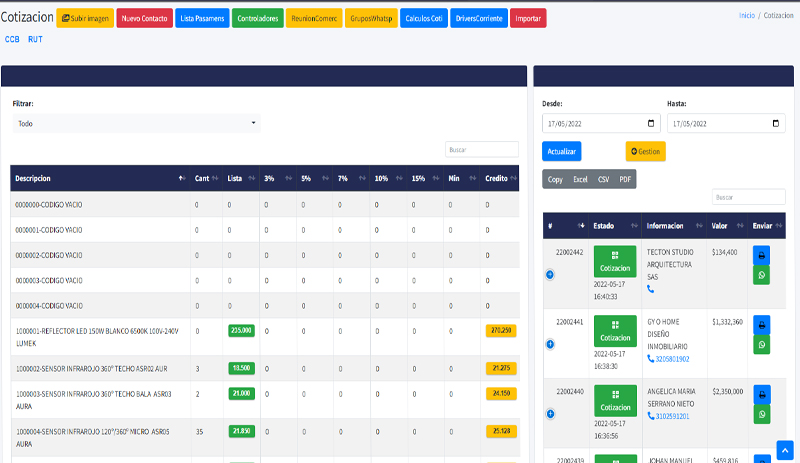 Cotizacion Subir imagen Nuevo Contacto Lista Pasamens Controladores ReunionComerc GruposWhatsp Calculos Coti DriversCorriente Importar Inicio / Cotizacion
CCB RUT
Filtrar:
Todo
Buscar
Descripcion Cant Lista 3% 5% 7% 10% 15% Min Credito
0000000-CODIGO VACIO 0 0 0 0 0 0 0 0 0
0000001-CODIGO VACIO 0 0 0 0 0 0 0 0 0
0000002-CODIGO VACIO 0 0 0 0 0 0 0 0 0
0000003-CODIGO VACIO 0 0 0 0 0 0 0 0 0
0000004-CODIGO VACIO 0 0 0 0 0 0 0 0 0
1000001-REFLECTOR LED 150W BLANCO 6500K 100V-240V 0 235.000 0 0 0 0 0 0 270.250
LUMEK
1000002-SENSOR INFRAROJO 360° TECHO ASR02 AUR 3 18.500 0 0 0 0 0 0 21.275
1000003-SENSOR INFRAROJO 360° TECHO BALA ASR03 2 21.000 0 0 0 0 0 0 24.150
AURA
1000004-SENSOR INFRAROJO 120°/360° MICRO ASR05 35 21.850 0 0 0 0 0 0 25.128
AURA
Desde: Hasta:
17/05/2022 17/05/2022
Actualizar Gestion
Copy Excel CSV PDF
Buscar
# Estado Informacion Valor Enviar
22002442 Cotizacion TECTON STUDIO $134,400
ARQUITECTURA
SAS
2022-05-17
16:40:33
22002441 Cotizacion GY O HOME $1,332,360
DISEÑO
INMOBILIARIO
2022-05-17 3205801902
16:38:30
22002440 Cotizacion ANGELICA MARIA $2,350,000
SERRANO NIETO
3102591201
2022-05-17
16:36:56
22002439 JOHAN MANUEL $459,816